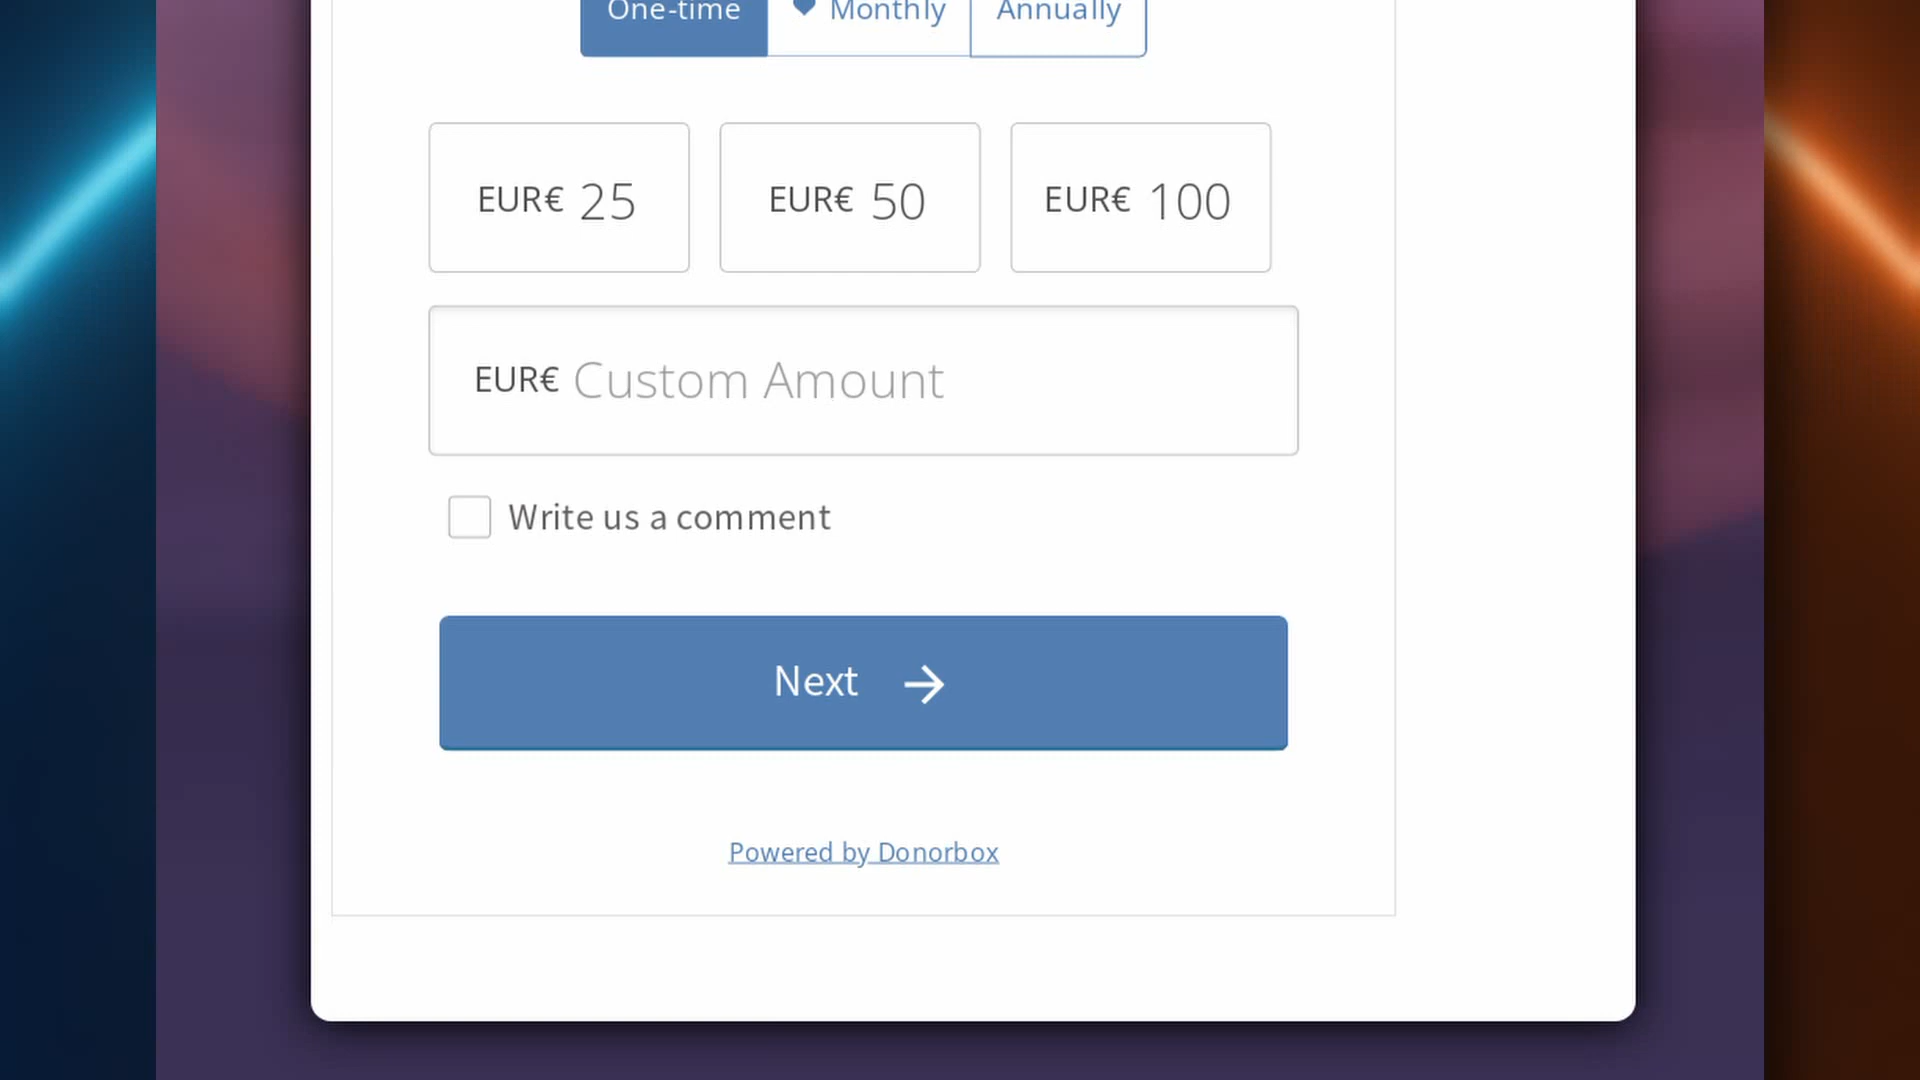 One-time Monthly Annually
EUR€ 25 EUR€ 50 EUR€ 100
EUR€ Custom Amount
Write us a comment
Next
Powered by Donorbox